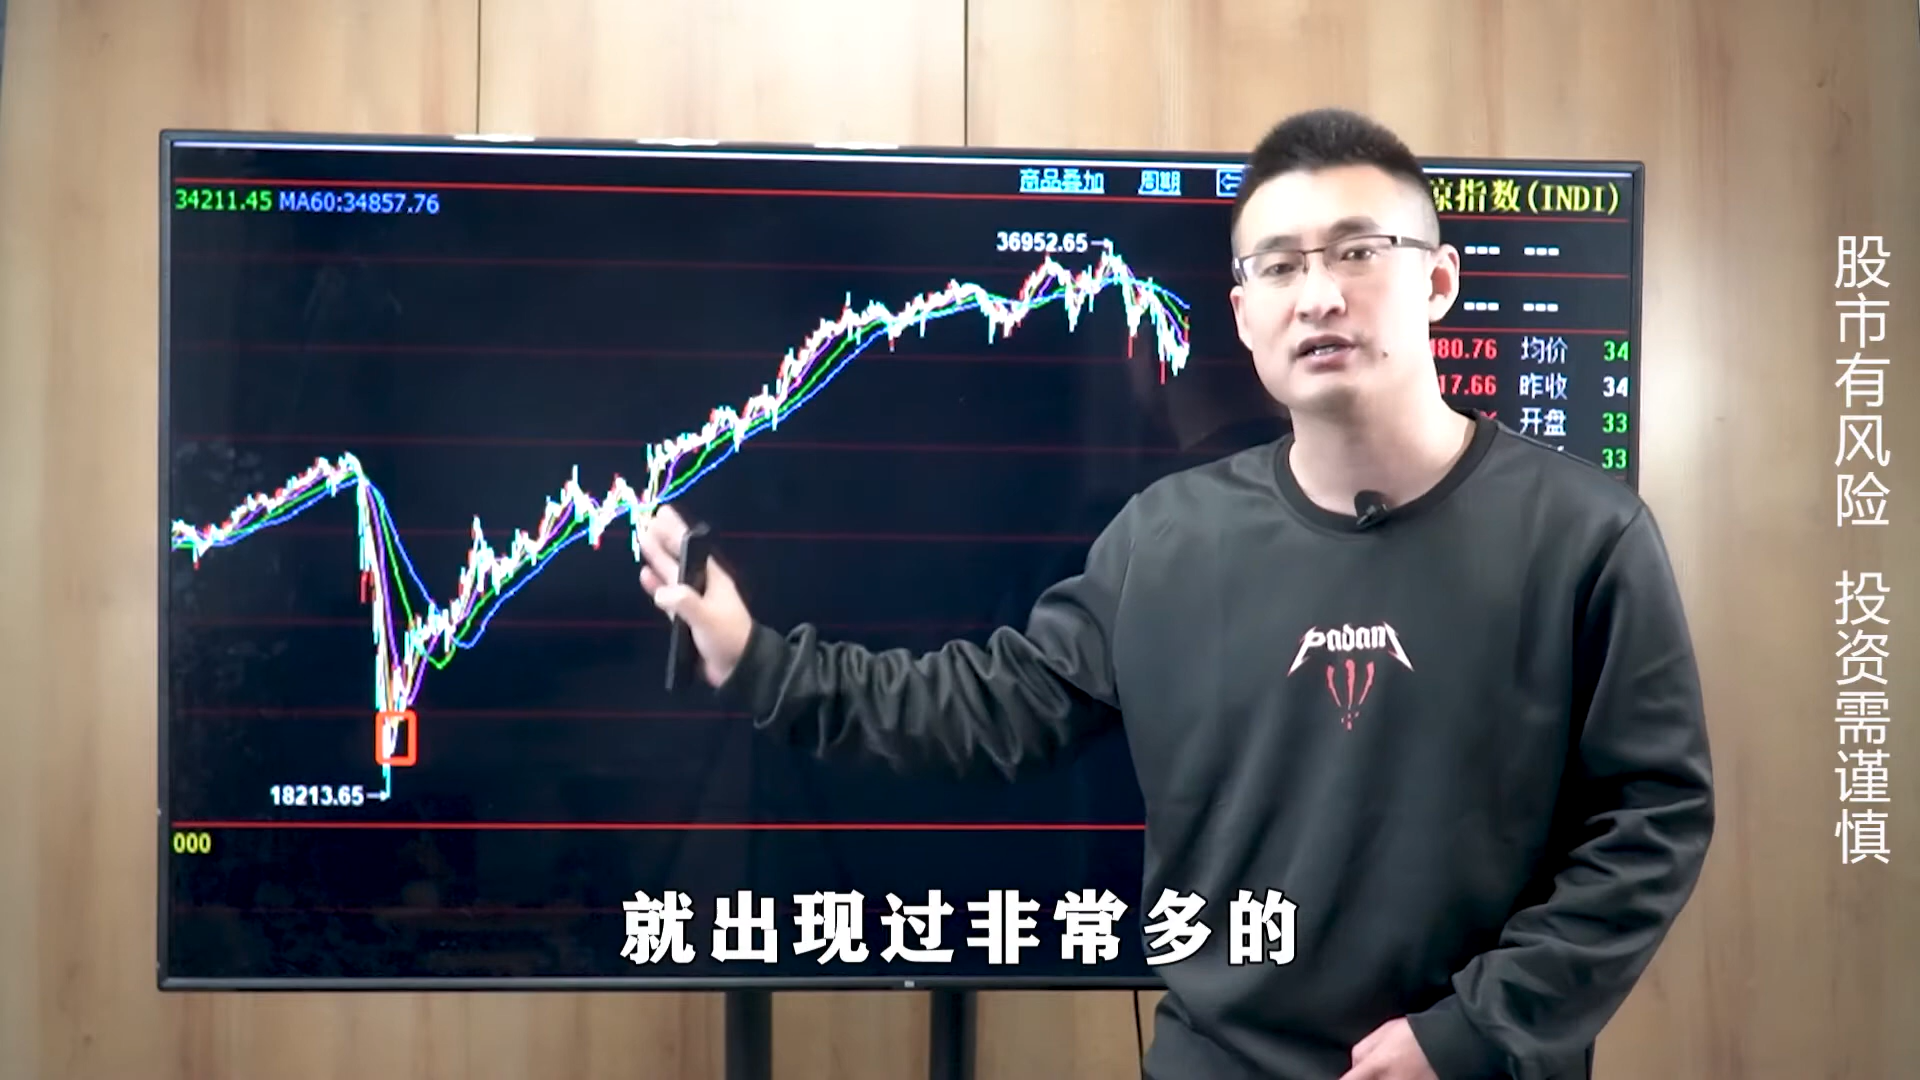 商品叠加 周期
34211.45 MA60:34857.76
琼指数(INDI)
36952.65
--- ---
--- ---
80.76 均价 34
17.66 昨收 34
开盘 33
33
18213.65
000
Padani
就出现过非常多的
股市有风险 投资需谨慎